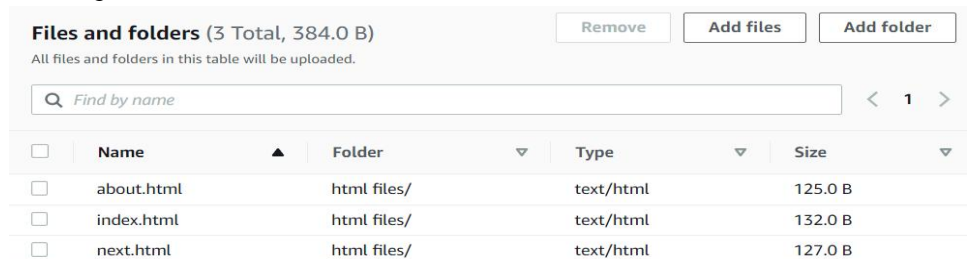 Files and folders (3 Total, 384.0 B) Remove Add files Add folder
All files and folders in this table will be uploaded.
Find by name 1
Name Folder Type Size
about.html html files/ text/html 125.0 B
index.html html files/ text/html 132.0 B
next.html html files/ text/html 127.0 B